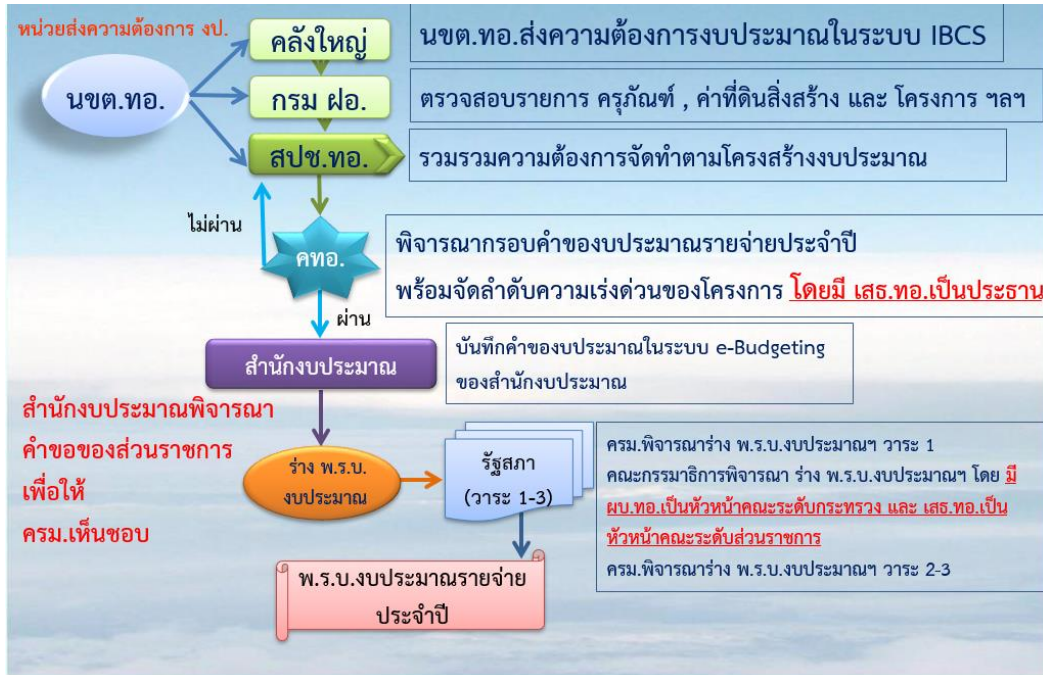 หน่วยส่งความต้องการ งป.
คลังใหญ่
นขต.ทอ.ส่งความต้องการงบประมาณในระบบ IBCS
นขต.ทอ.
กรม ฝอ.
ตรวจสอบรายการ ครุภัณฑ์ , ค่าที่ดินสิ่งสร้าง และ โครงการ ฯลฯ
สปช.ทอ.
รวมรวมความต้องการจัดทำตามโครงสร้างงบประมาณ
ไม่ผ่าน
คทอ.
พิจารณากรอบคำของบประมาณรายจ่ายประจำปี
พร้อมจัดลำดับความเร่งด่วนของโครงการ โดยมี เสธ.ทอ.เป็นประธาน
ผ่าน
สำนักงบประมาณ
บันทึกคำของบประมาณในระบบ e-Budgeting
ของสำนักงบประมาณ
สำนักงบประมาณพิจารณา
คำขอของส่วนราชการ
เพื่อให้
ครม.เห็นชอบ
ร่าง พ.ร.บ.
งบประมาณ
รัฐสภา
(วาระ 1-3)
ครม.พิจารณาร่าง พ.ร.บ.งบประมาณฯ วาระ 1
คณะกรรมาธิการพิจารณา ร่าง พ.ร.บ.งบประมาณฯ โดย มี
ผบ.ทอ.เป็นหัวหน้าคณะระดับกระทรวง และ เสธ.ทอ.เป็น
หัวหน้าคณะระดับส่วนราชการ
ครม.พิจารณาร่าง พ.ร.บ.งบประมาณฯ วาระ 2-3
พ.ร.บ.งบประมาณรายจ่าย
ประจำปี